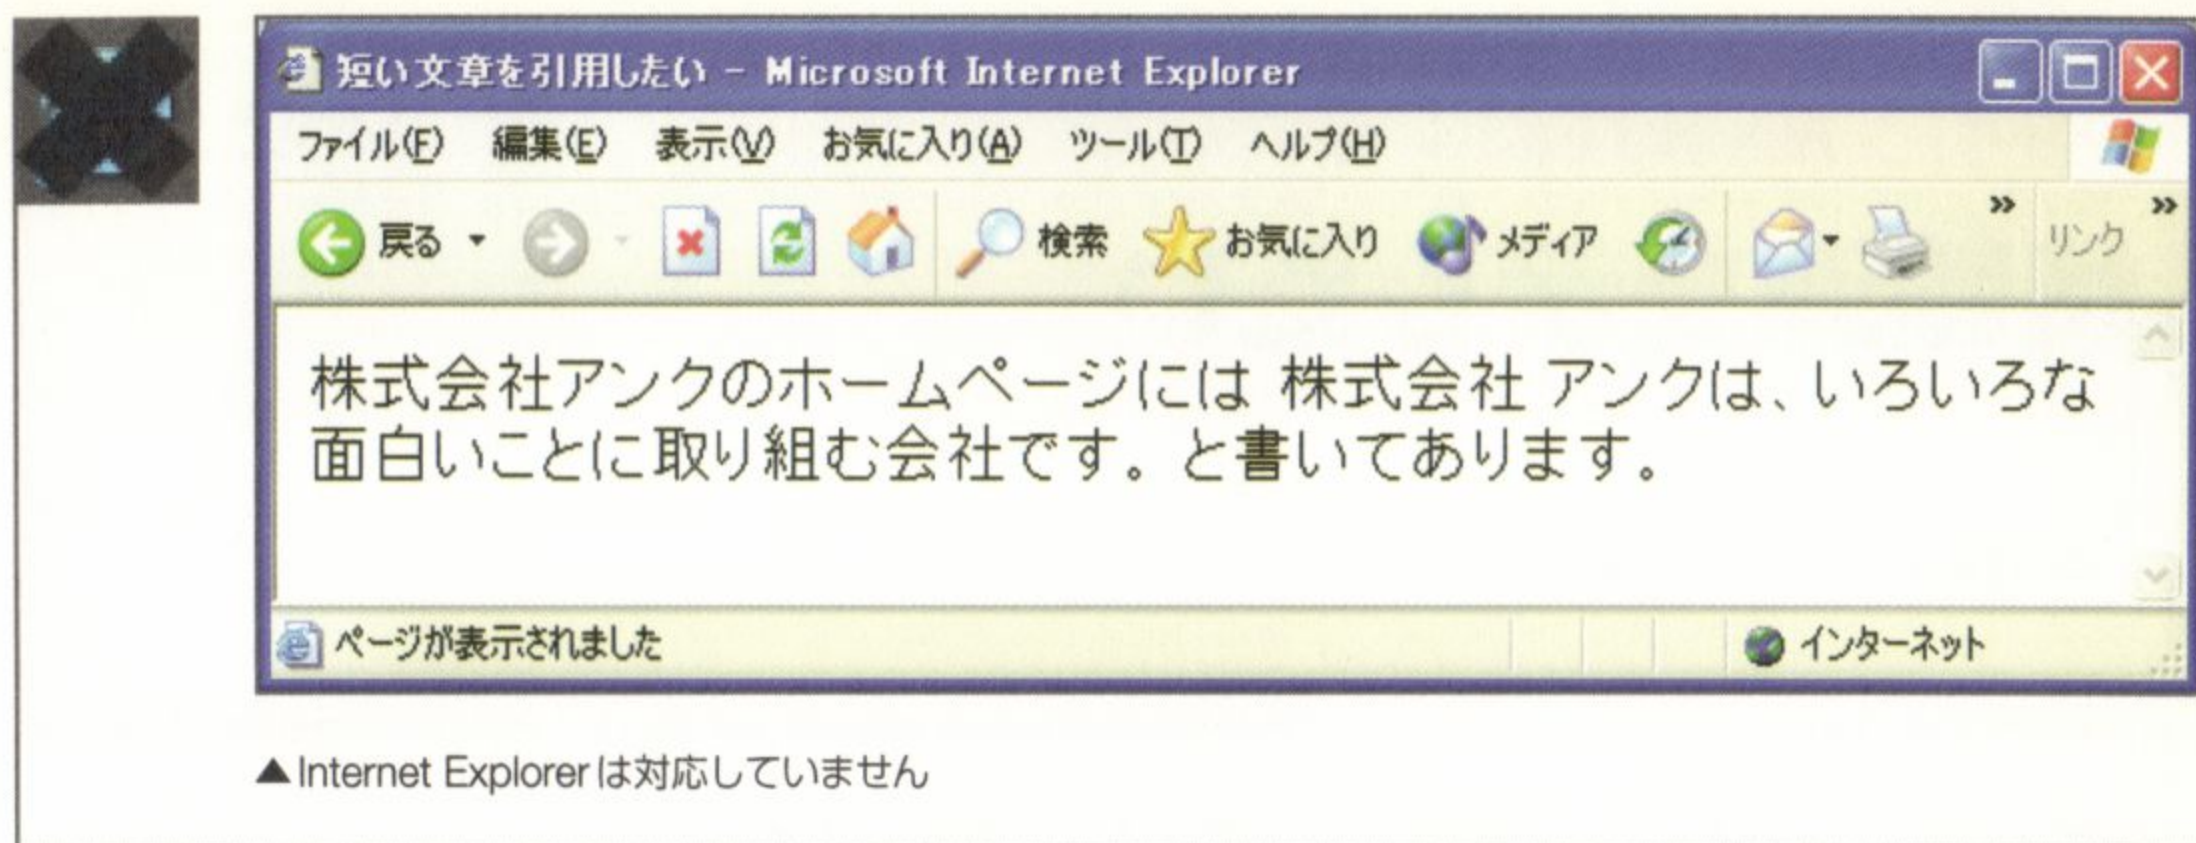 短い文章を引用したい - Microsoft Internet Explorer
ファイル(F) 編集(E) 表示(V) お気に入り(A) ツール(T) ヘルプ(H)
戻る 検索 お気に入り メディア » リンク »
株式会社アンクのホームページには 株式会社 アンクは、いろいろな
面白いことに取り組む会社です。 と書いてあります。
ページが表示されました インターネット
▲Internet Explorerは対応していません